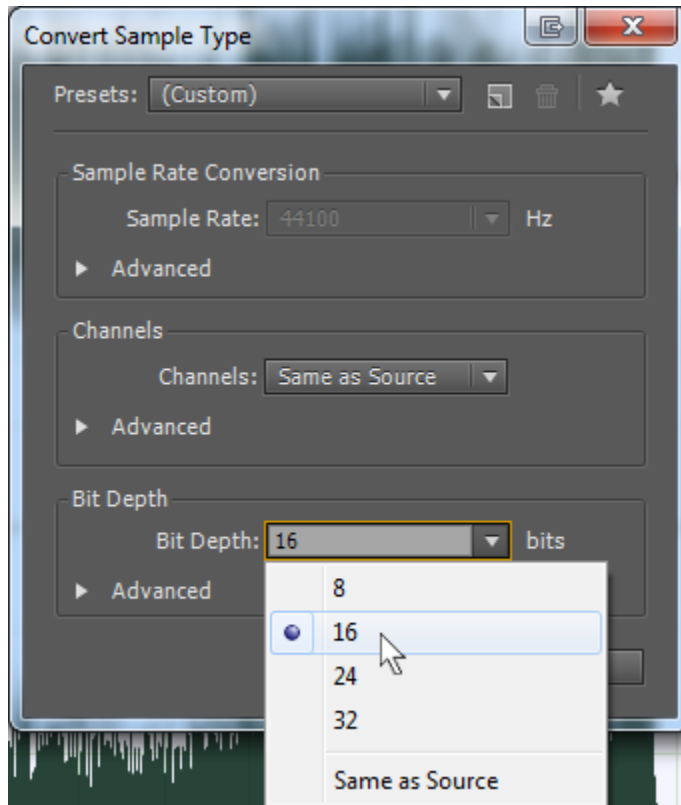 Convert Sample Type
Presets: (Custom)
Sample Rate Conversion
Sample Rate: 44100 Hz
Advanced
Channels
Channels: Same as Source
Advanced
Bit Depth
Bit Depth: 16 bits
Advanced
8
16
24
32
Same as Source